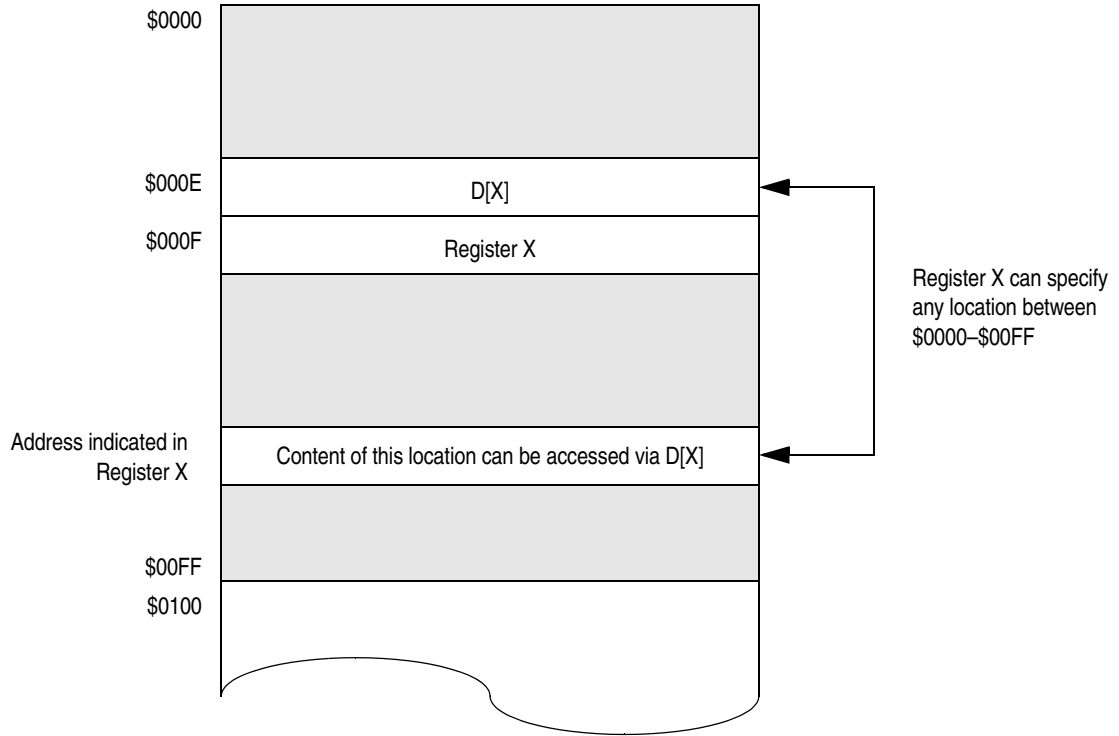 $0000
$000E
D[X]
$000F
Register X
Register X can specify
any location between
$0000–$00FF
Address indicated in
Register X
Content of this location can be accessed via D[X]
$00FF
$0100